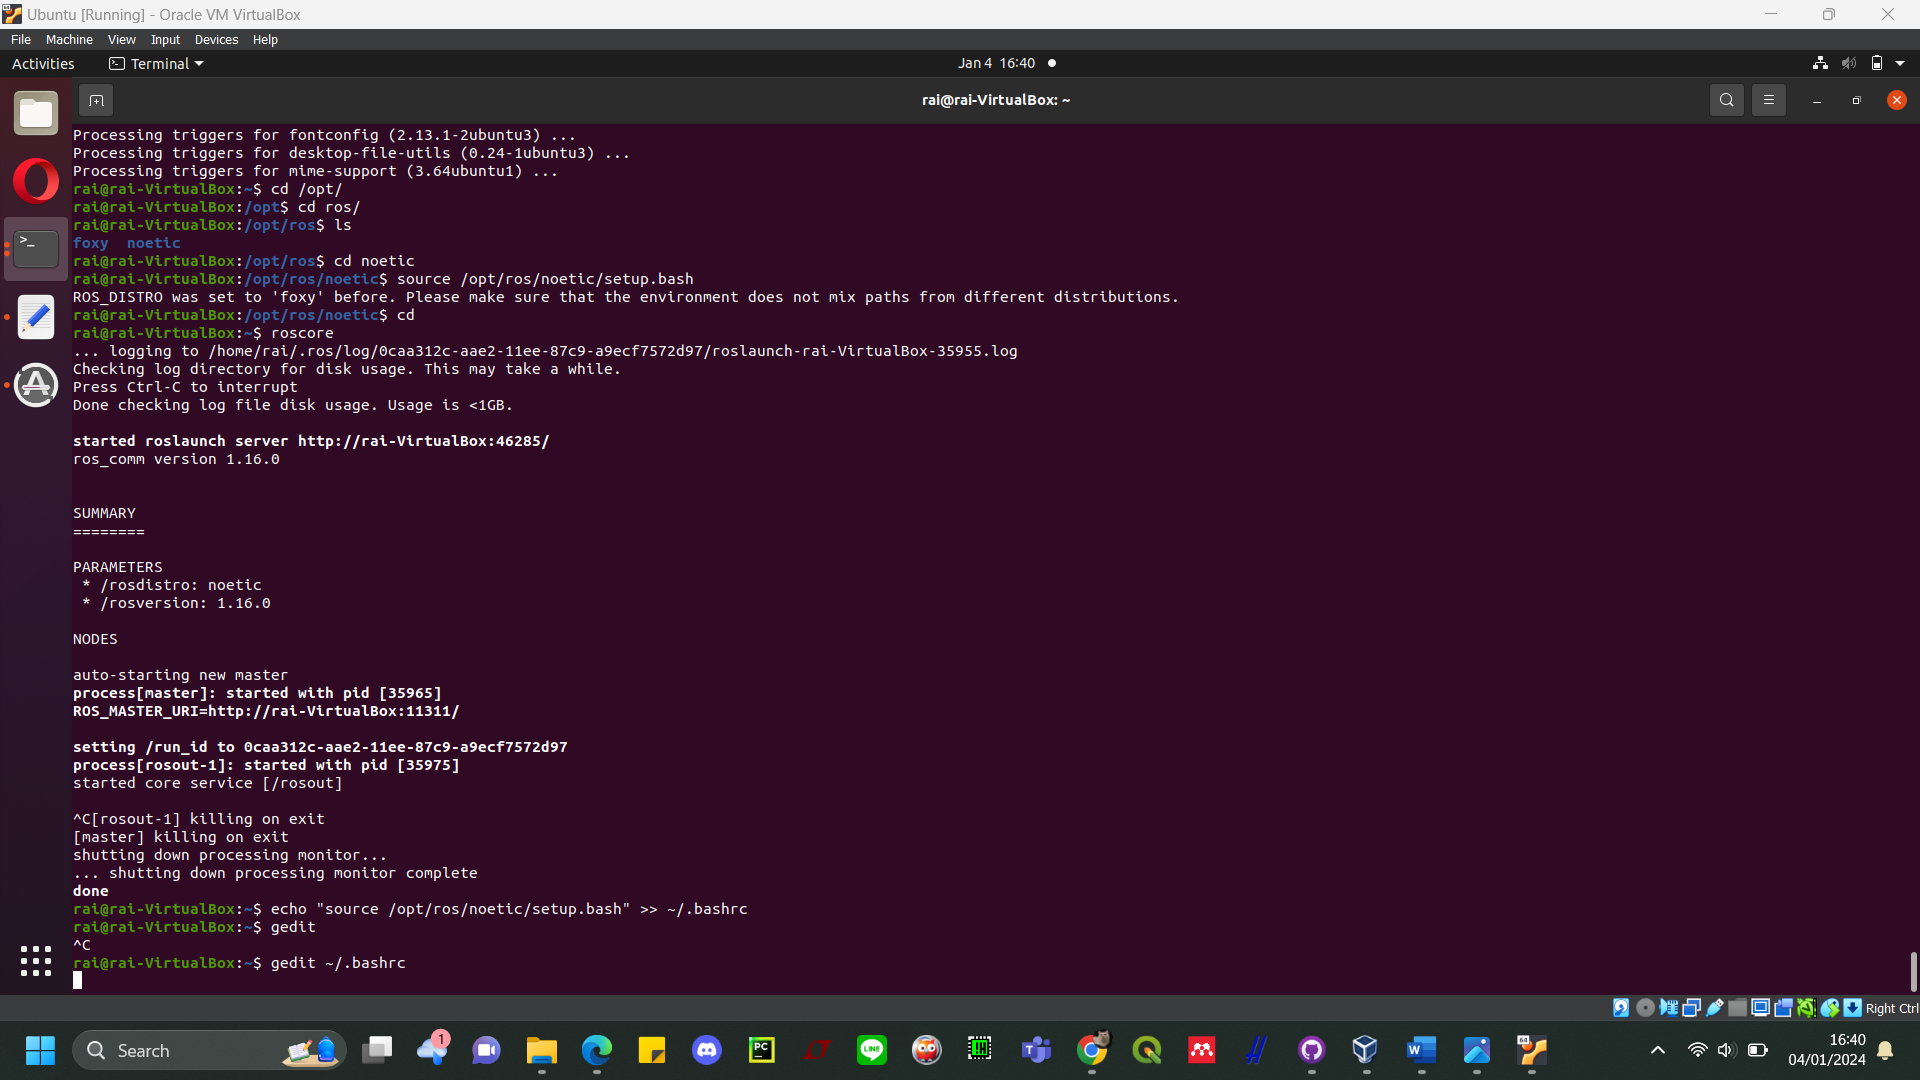 Ubuntu [Running] - Oracle VM VirtualBox
File Machine View Input Devices Help
Activities Terminal Jan 4 16:40
rai@rai-VirtualBox: ~
Processing triggers for fontconfig (2.13.1-2ubuntu3) ...
Processing triggers for desktop-file-utils (0.24-1ubuntu3) ...
Processing triggers for mime-support (3.64ubuntu1) ...
rai@rai-VirtualBox:~$ cd /opt/
rai@rai-VirtualBox:/opt$ cd ros/
rai@rai-VirtualBox:/opt/ros$ ls
foxy noetic
rai@rai-VirtualBox:/opt/ros$ cd noetic
rai@rai-VirtualBox:/opt/ros/noetic$ source /opt/ros/noetic/setup.bash
ROS_DISTRO was set to 'foxy' before. Please make sure that the environment does not mix paths from different distributions.
rai@rai-VirtualBox:/opt/ros/noetic$ cd
rai@rai-VirtualBox:~$ roscore
... logging to /home/rai/.ros/log/0caa312c-aae2-11ee-87c9-a9ecf7572d97/roslaunch-rai-VirtualBox-35955.log
Checking log directory for disk usage. This may take a while.
Press Ctrl-C to interrupt
Done checking log file disk usage. Usage is <1GB.
started roslaunch server http://rai-VirtualBox:46285/
ros_comm version 1.16.0
SUMMARY
========
PARAMETERS
* /rosdistro: noetic
* /rosversion: 1.16.0
NODES
auto-starting new master
process[master]: started with pid [35965]
ROS_MASTER_URI=http://rai-VirtualBox:11311/
setting /run_id to 0caa312c-aae2-11ee-87c9-a9ecf7572d97
process[rosout-1]: started with pid [35975]
started core service [/rosout]
^C[rosout-1] killing on exit
[master] killing on exit
shutting down processing monitor...
... shutting down processing monitor complete
done
rai@rai-VirtualBox:~$ echo "source /opt/ros/noetic/setup.bash" >> ~/.bashrc
rai@rai-VirtualBox:~$ gedit
^C
rai@rai-VirtualBox:~$ gedit ~/.bashrc
Right Ctrl
Search
1
PC
LINE
W
64
16:40
04/01/2024